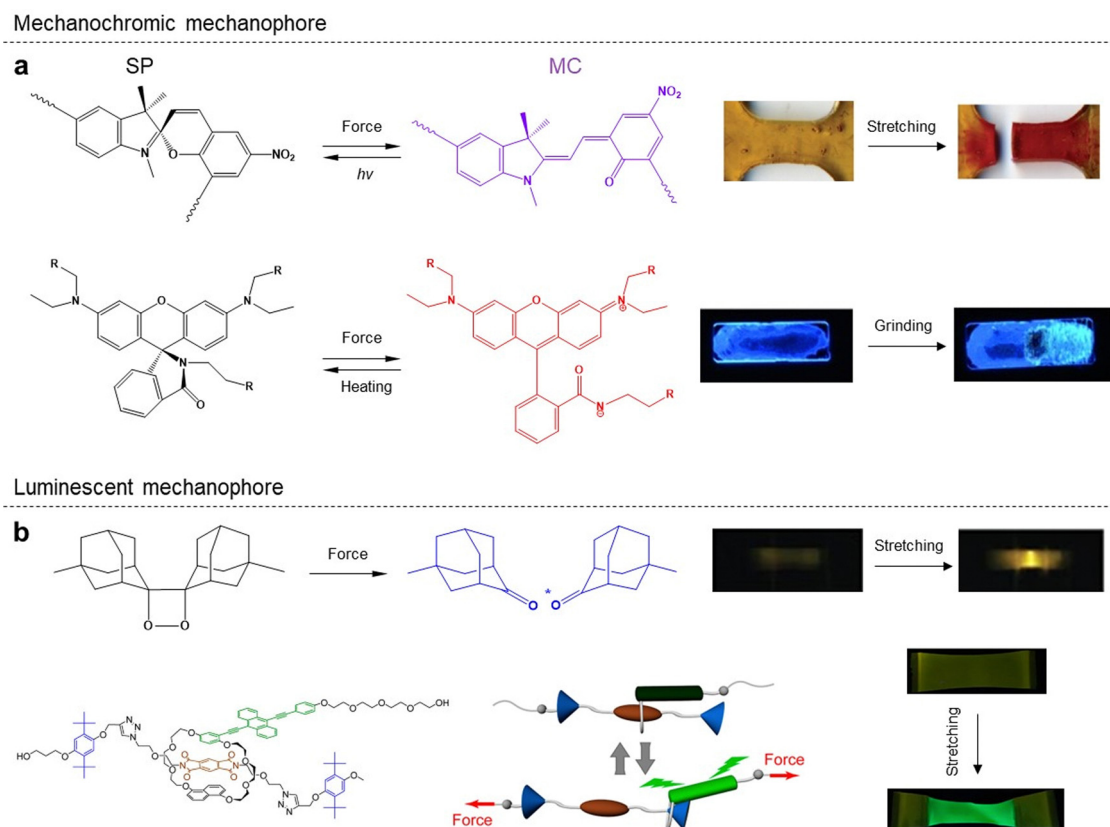 Mechanochromic mechanophore
a
SP
MC
Force
hv
NO₂
N
O
NO₂
N
O
Stretching
R
R
N
O
N
N
R
O
Force
Heating
R
R
N
O
N
⊕
O
N
⊖
R
Grinding
Luminescent mechanophore
b
O
O
Force
O
*
O
Stretching
HO
O
O
N
N
N
O
O
O
O
O
O
OH
O
O
N
O
O
N
O
O
N
N
N
O
O
Force
Force
Stretching